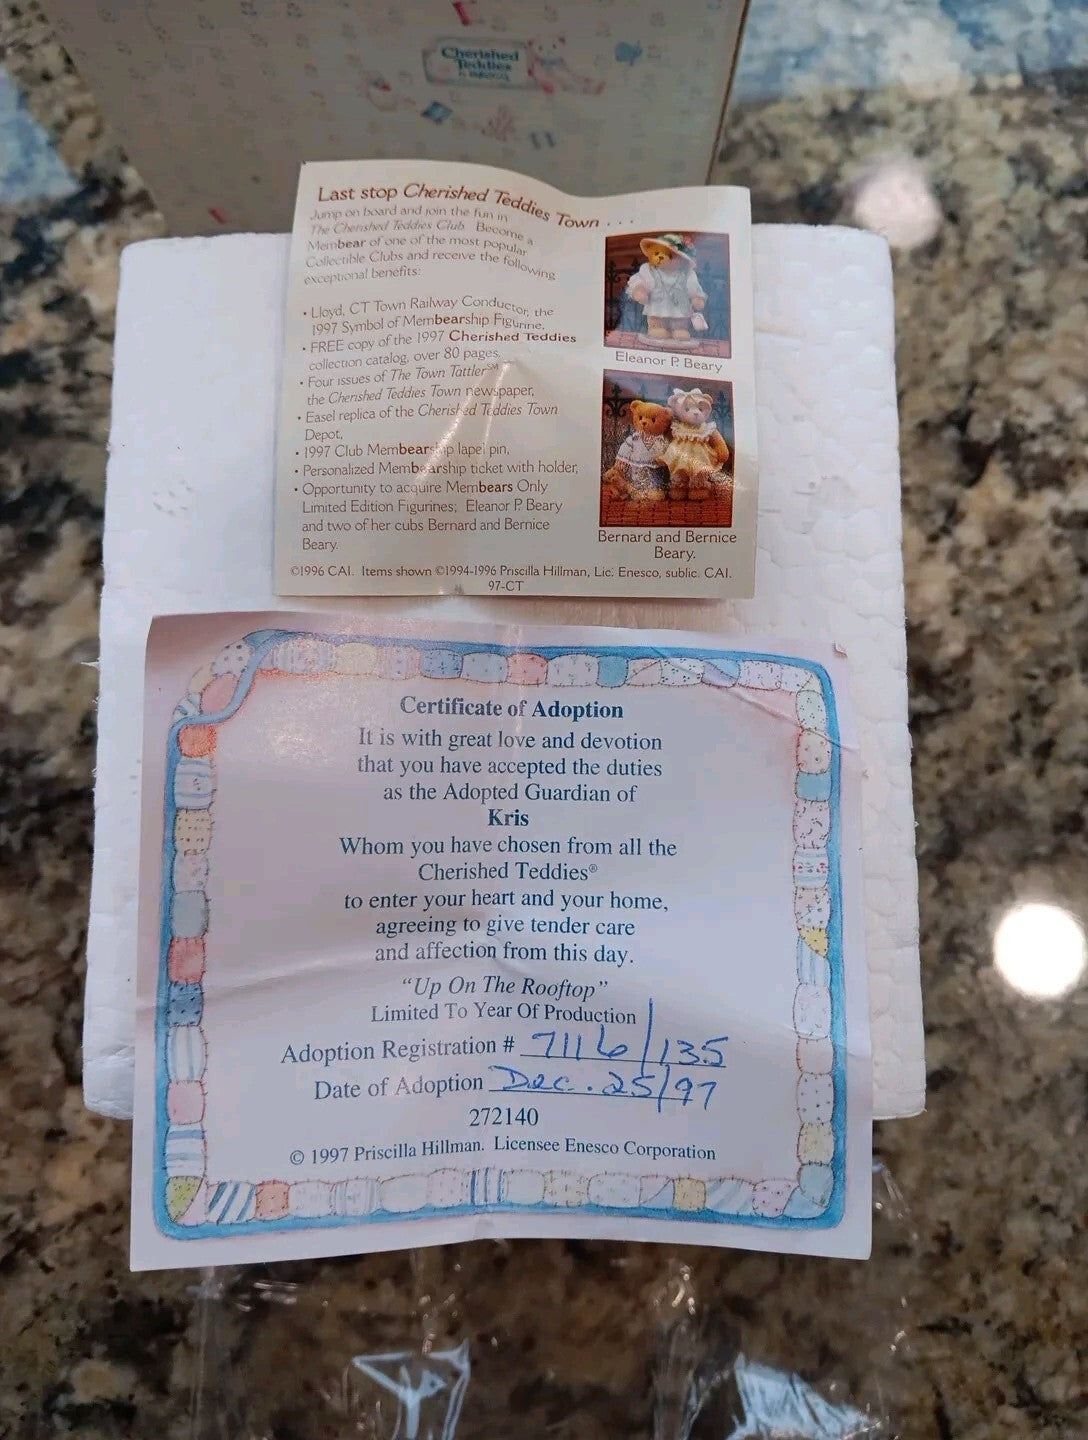 Cherished
Teddies
Last stop Cherished Teddies Town . . .
Jump on board and join the fun in
The Cherished Teddies Club. Become a
Membear of one of the most popular
Collectible Clubs and receive the following
exceptional benefits:
• Lloyd, CT Town Railway Conductor, the
1997 Symbol of Membearship Figurine,
• FREE copy of the 1997 Cherished Teddies
collection catalog, over 80 pages,
• Four issues of The Town Tattler℠
the Cherished Teddies Town newspaper,
• Easel replica of the Cherished Teddies Town
Depot,
• 1997 Club Membearship lapel pin,
• Personalized Membearship ticket with holder,
• Opportunity to acquire Membears Only
Limited Edition Figurines; Eleanor P. Beary
and two of her cubs Bernard and Bernice
Beary.
Eleanor P. Beary
Bernard and Bernice
Beary.
©1996 CAI. Items shown ©1994-1996 Priscilla Hillman, Lic. Enesco, sublic. CAI.
97-CT
Certificate of Adoption
It is with great love and devotion
that you have accepted the duties
as the Adopted Guardian of
Kris
Whom you have chosen from all the
Cherished Teddies®
to enter your heart and your home,
agreeing to give tender care
and affection from this day.
"Up On The Rooftop"
Limited To Year Of Production
Adoption Registration # 7116/135
Date of Adoption Dec. 25/97
272140
© 1997 Priscilla Hillman. Licensee Enesco Corporation